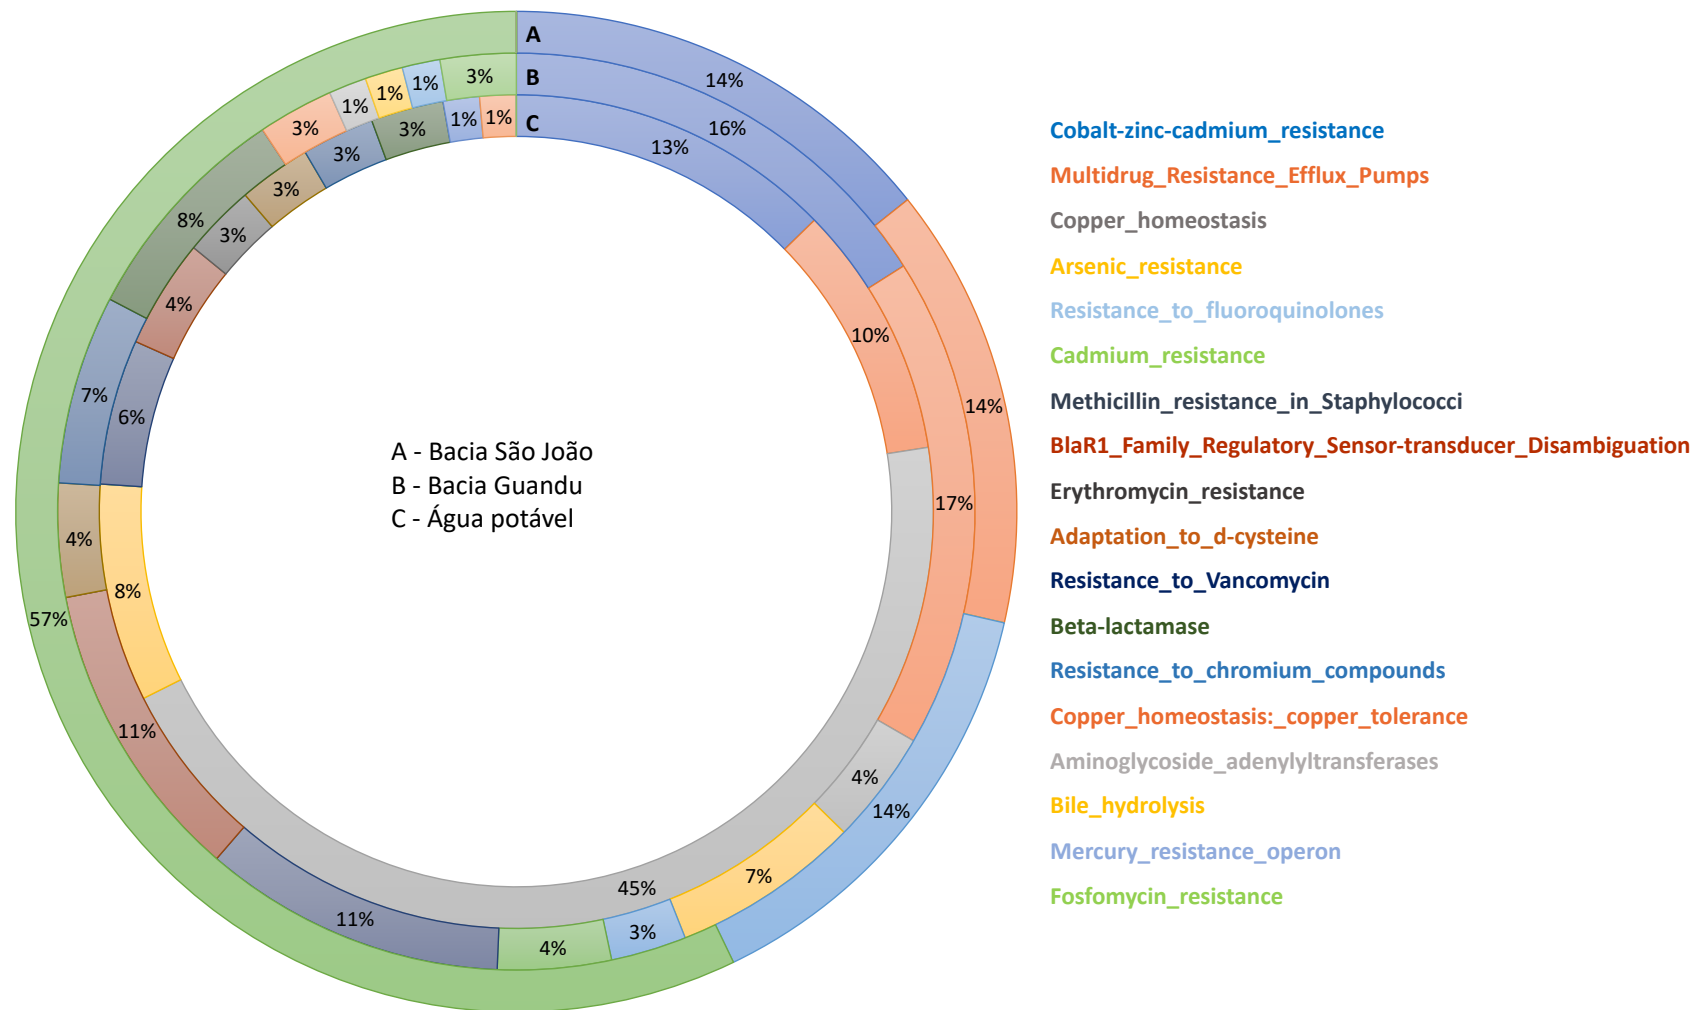 A
B
C
14%
16%
13%
14%
17%
10%
14%
4%
7%
3%
4%
11%
11%
4%
7%
8%
3%
1%
1%
1%
3%
45%
8%
6%
4%
3%
3%
3%
3%
1%
1%
57%
A - Bacia São João
B - Bacia Guandu
C - Água potável
Cobalt-zinc-cadmium_resistance
Multidrug_Resistance_Efflux_Pumps
Copper_homeostasis
Arsenic_resistance
Resistance_to_fluoroquinolones
Cadmium_resistance
Methicillin_resistance_in_Staphylococci
BlaR1_Family_Regulatory_Sensor-transducer_Disambiguation
Erythromycin_resistance
Adaptation_to_d-cysteine
Resistance_to_Vancomycin
Beta-lactamase
Resistance_to_chromium_compounds
Copper_homeostasis:_copper_tolerance
Aminoglycoside_adenylyltransferases
Bile_hydrolysis
Mercury_resistance_operon
Fosfomycin_resistance